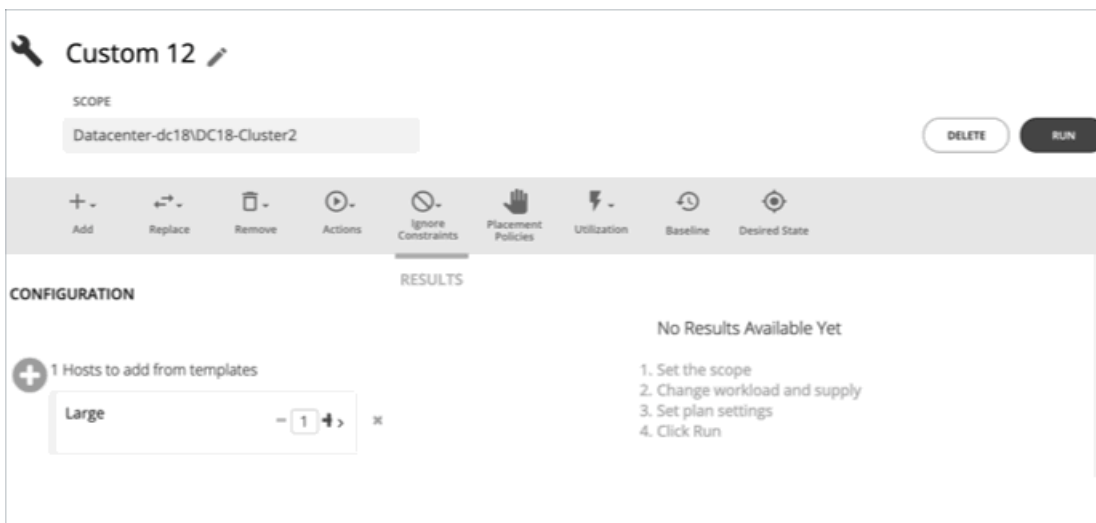 Custom 12
SCOPE
Datacenter-dc18\DC18-Cluster2
DELETE
RUN
Add
Replace
Remove
Actions
Ignore
Constraints
Placement
Policies
Utilization
Baseline
Desired State
RESULTS
CONFIGURATION
No Results Available Yet
1 Hosts to add from templates
Large
1
1. Set the scope
2. Change workload and supply
3. Set plan settings
4. Click Run